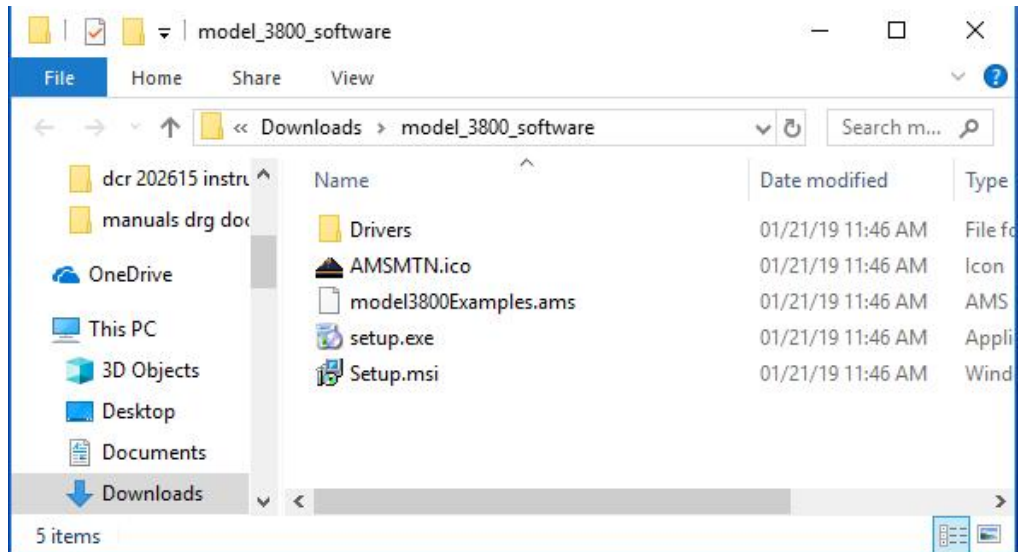 model_3800_software
File Home Share View
« Downloads > model_3800_software Search m...
dcr 202615 instru
manuals drg doc
OneDrive
This PC
3D Objects
Desktop
Documents
Downloads
Name Date modified Type
Drivers 01/21/19 11:46 AM File fo
AMSMTN.ico 01/21/19 11:46 AM Icon
model3800Examples.ams 01/21/19 11:46 AM AMS
setup.exe 01/21/19 11:46 AM Appli
Setup.msi 01/21/19 11:46 AM Wind
5 items